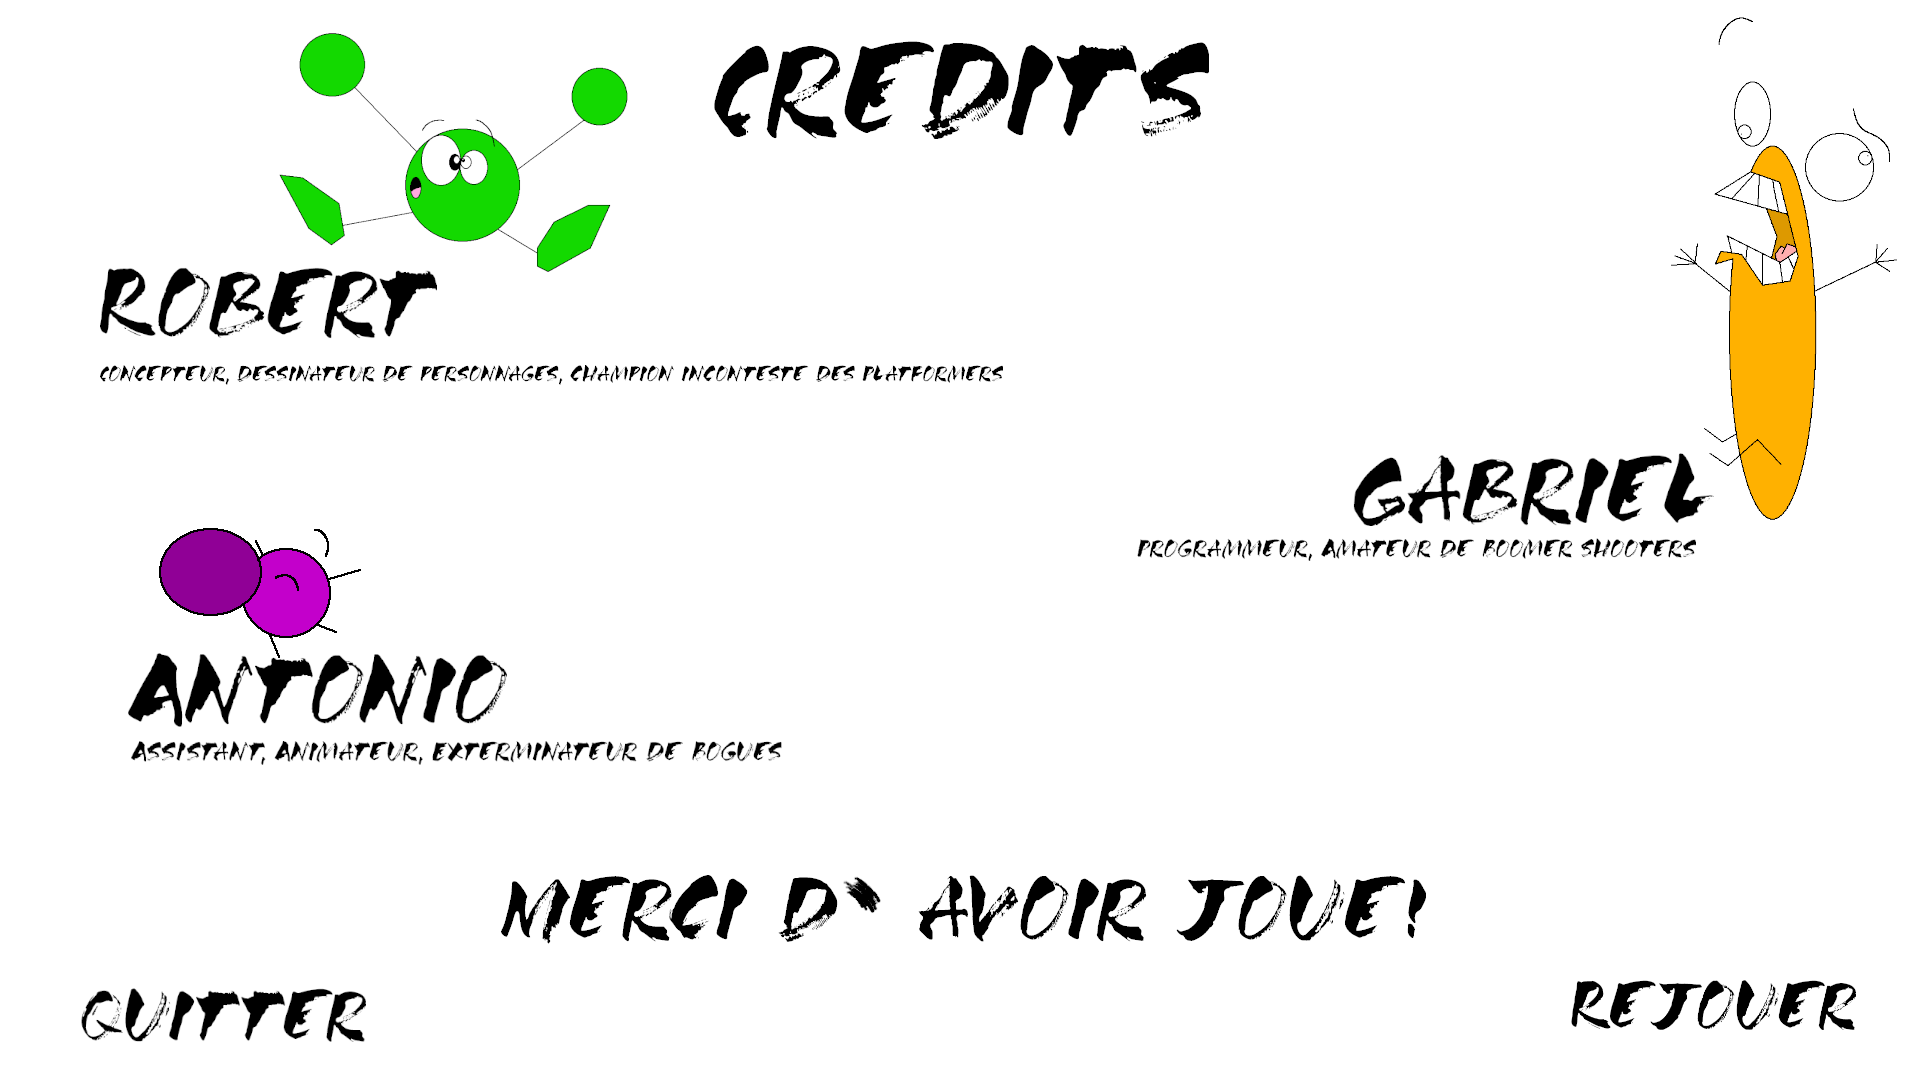 CREDITS
ROBERT
CONCEPTEUR, DESSINATEUR DE PERSONNAGES, CHAMPION INCONTESTE DES PLATFORMERS
GABRIEL
PROGRAMMEUR, AMATEUR DE BOOMER SHOOTERS
ANTONIO
ASSISTANT, ANIMATEUR, EXTERMINATEUR DE BOGUES
MERCI D` AVOIR JOUE!
QUITTER
REJOUER